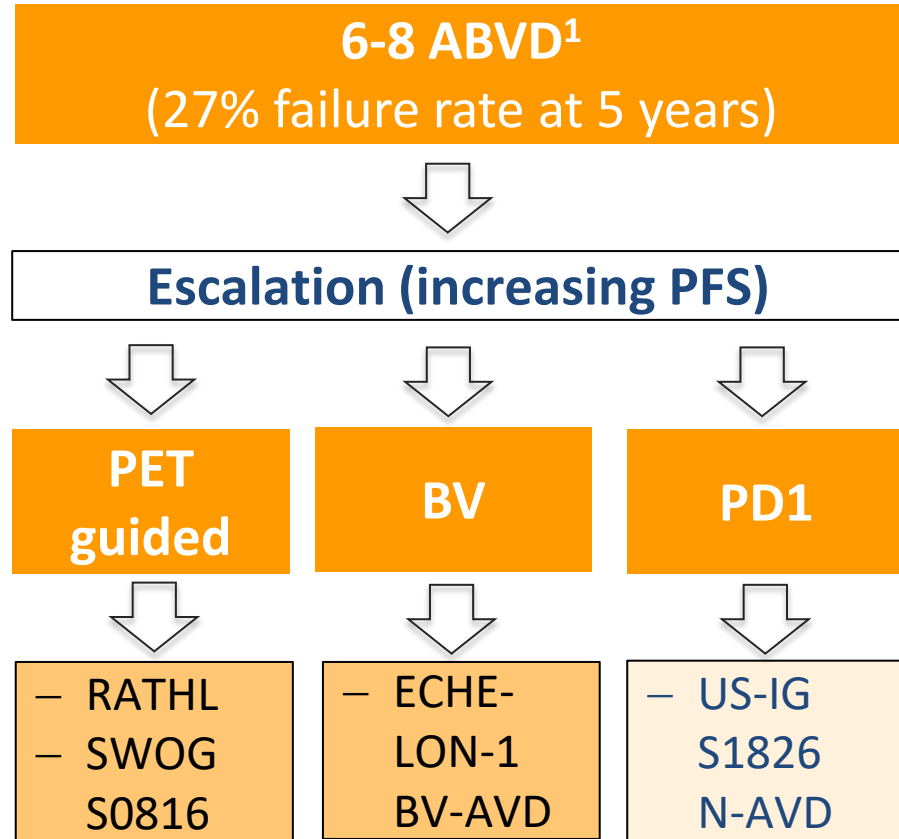 6-8 ABVD¹
(27% failure rate at 5 years)
Escalation (increasing PFS)
PET
guided
BV
PD1
– RATHL
– SWOG
S0816
– ECHE-
LON-1
BV-AVD
– US-IG
S1826
N-AVD